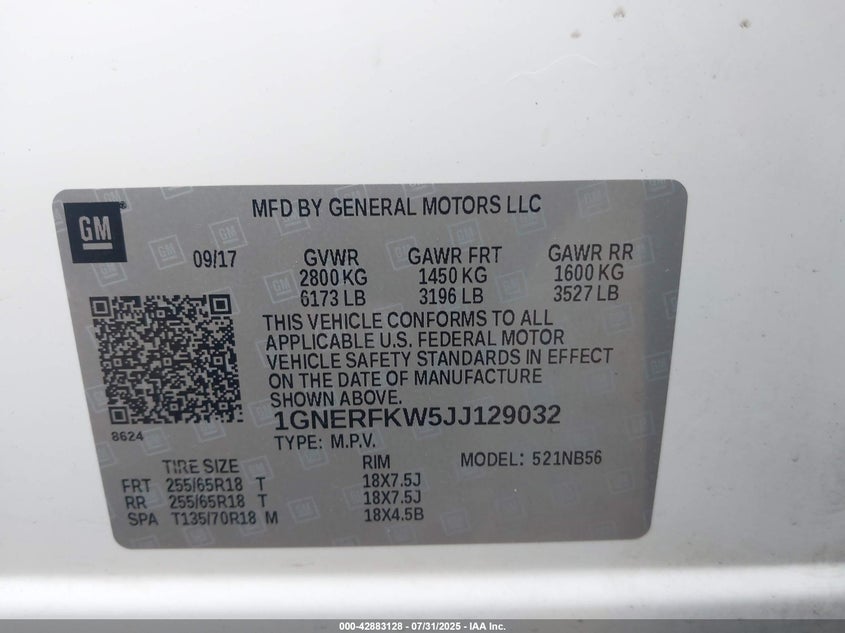 GM
MFD BY GENERAL MOTORS LLC
09/17 GVWR GAWR FRT GAWR RR
2800 KG 1450 KG 1600 KG
6173 LB 3196 LB 3527 LB
THIS VEHICLE CONFORMS TO ALL
APPLICABLE U.S. FEDERAL MOTOR
VEHICLE SAFETY STANDARDS IN EFFECT
ON THE DATE OF MANUFACTURE
SHOWN ABOVE.
1GNERFKW5JJ129032
8624
TYPE: M.P.V.
TIRE SIZE RIM MODEL: 521NB56
FRT 255/65R18 T 18X7.5J
RR 255/65R18 T 18X7.5J
SPA T135/70R18 M 18X4.5B
000-42883128 - 07/31/2025 - IAA Inc.